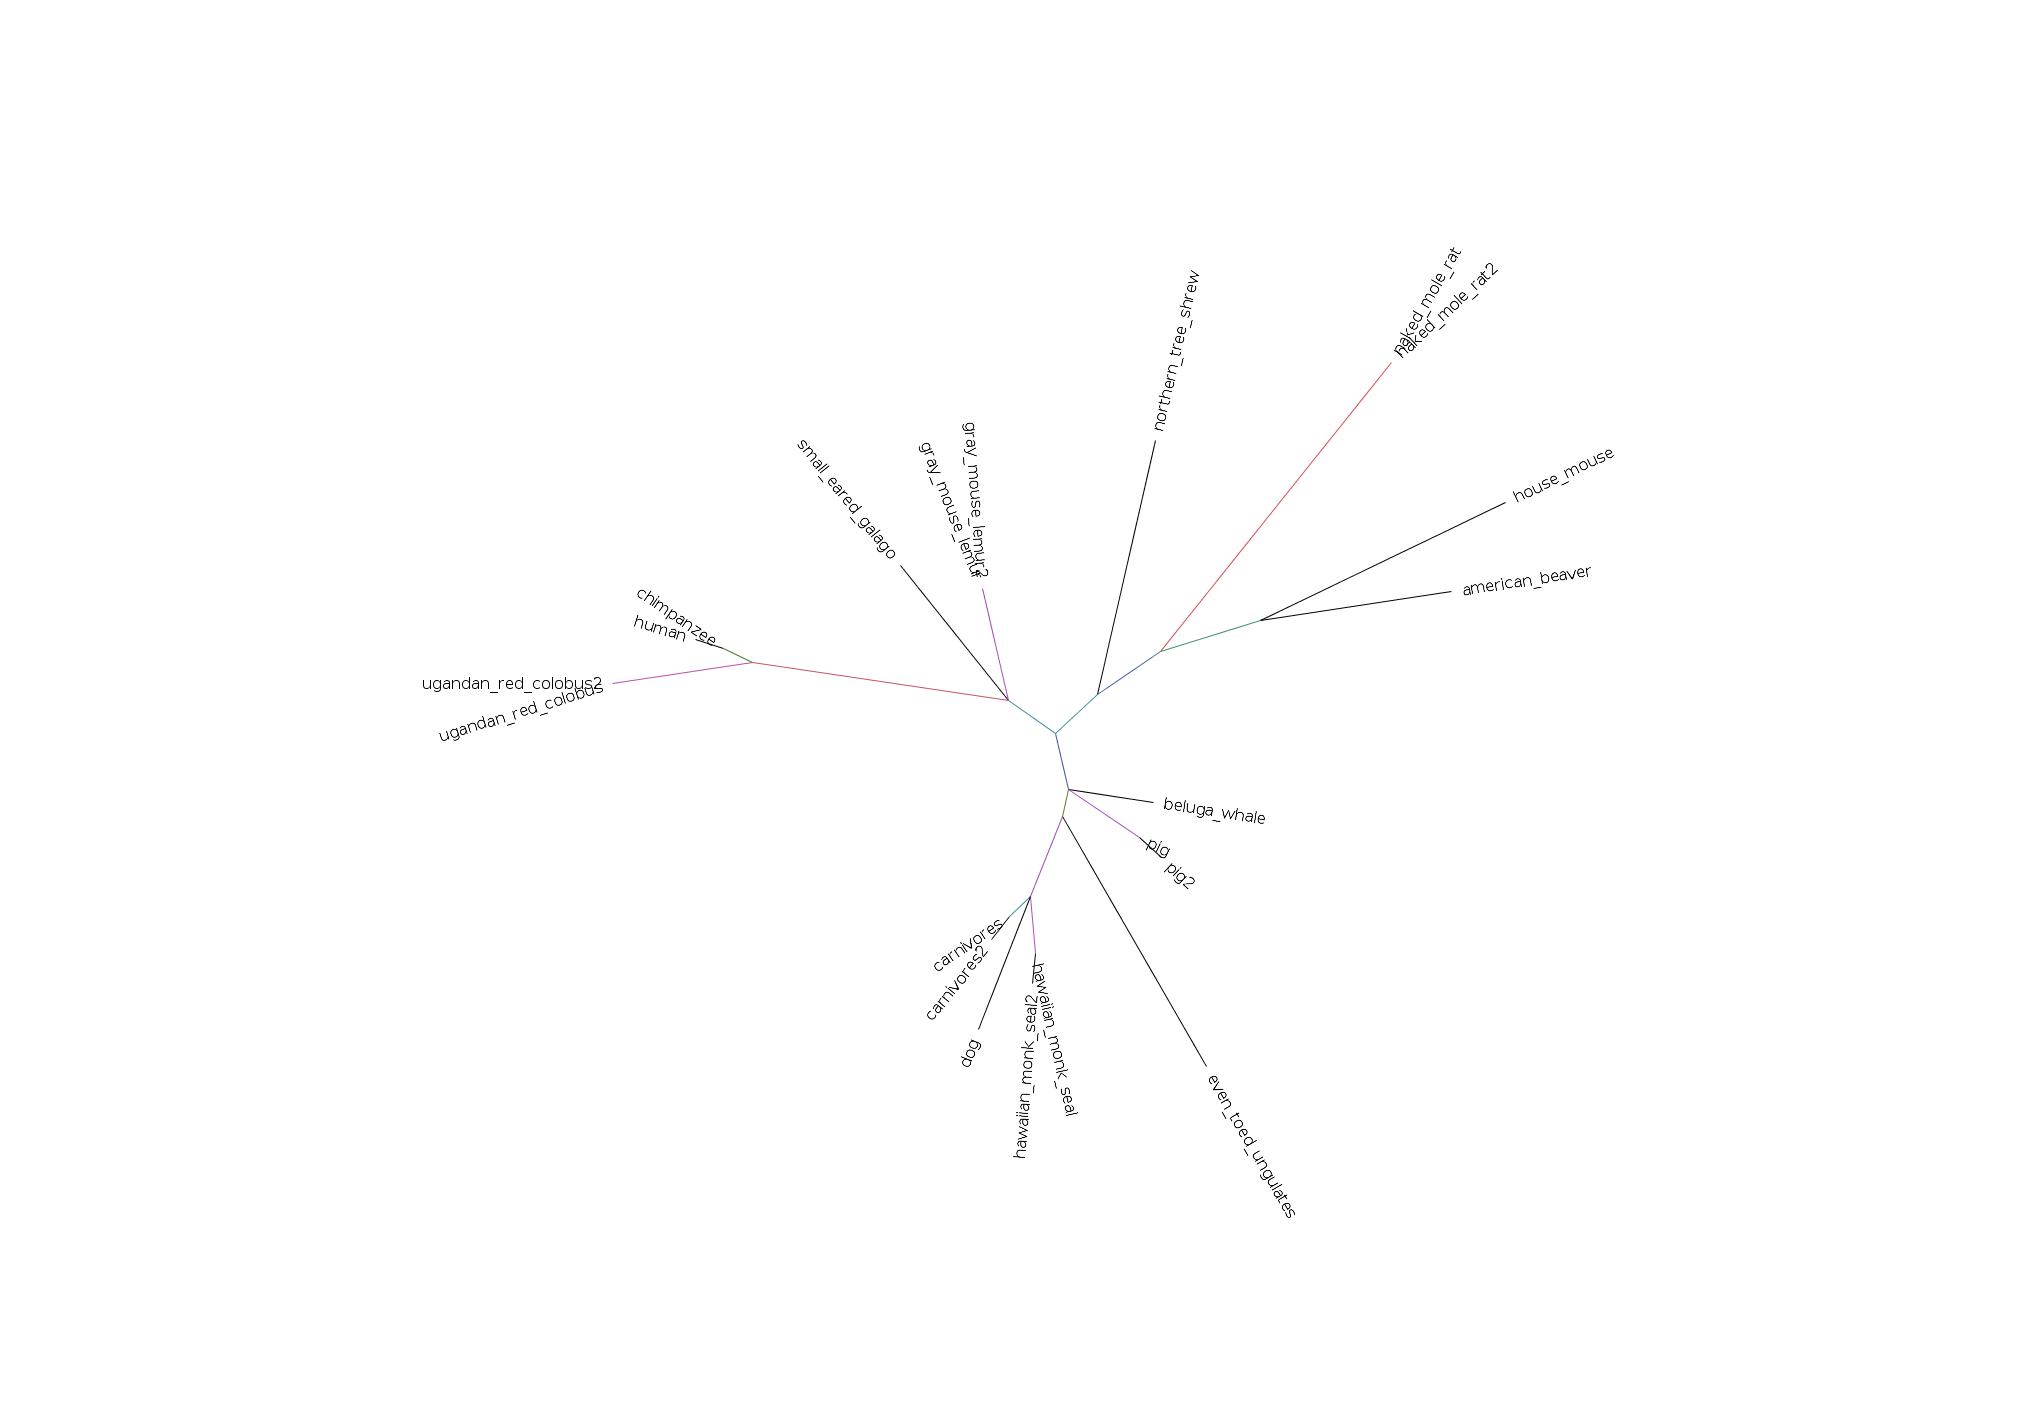 naked_mole_rat
naked_mole_rat2
northern_tree_shrew
gray_mouse_lemur2
gray_mouse_lemur
small_eared_galago
house_mouse
american_beaver
chimpanzee
human
ugandan_red_colobus2
ugandan_red_colobus
beluga_whale
pig
pig2
carnivores
carnivores2
hawaiian_monk_seal
hawaiian_monk_seal2
dog
even_toed_ungulates